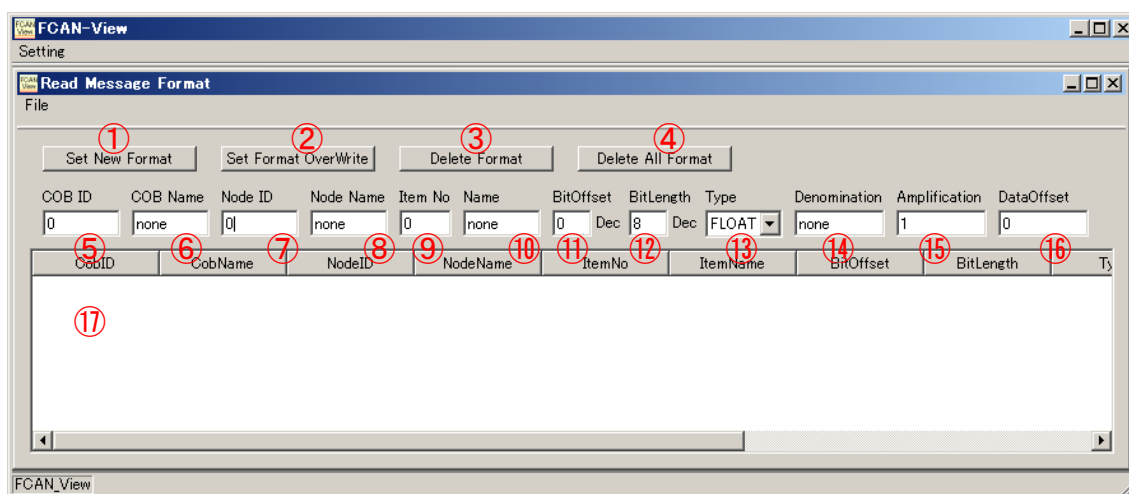 FCAN-View
Setting
Read Message Format
File
① ② ③ ④
Set New Format Set Format OverWrite Delete Format Delete All Format
COB ID COB Name Node ID Node Name Item No Name BitOffset BitLength Type Denomination Amplification DataOffset
0 none 0 none 0 none 0 Dec 8 Dec FLOAT none 1 0
⑤ ⑥ ⑦ ⑧ ⑨ ⑩ ⑪ ⑫ ⑬ ⑭ ⑮ ⑯
CobID CobName NodeID NodeName ItemNo ItemName BitOffset BitLength Ty
⑰
FCAN_View